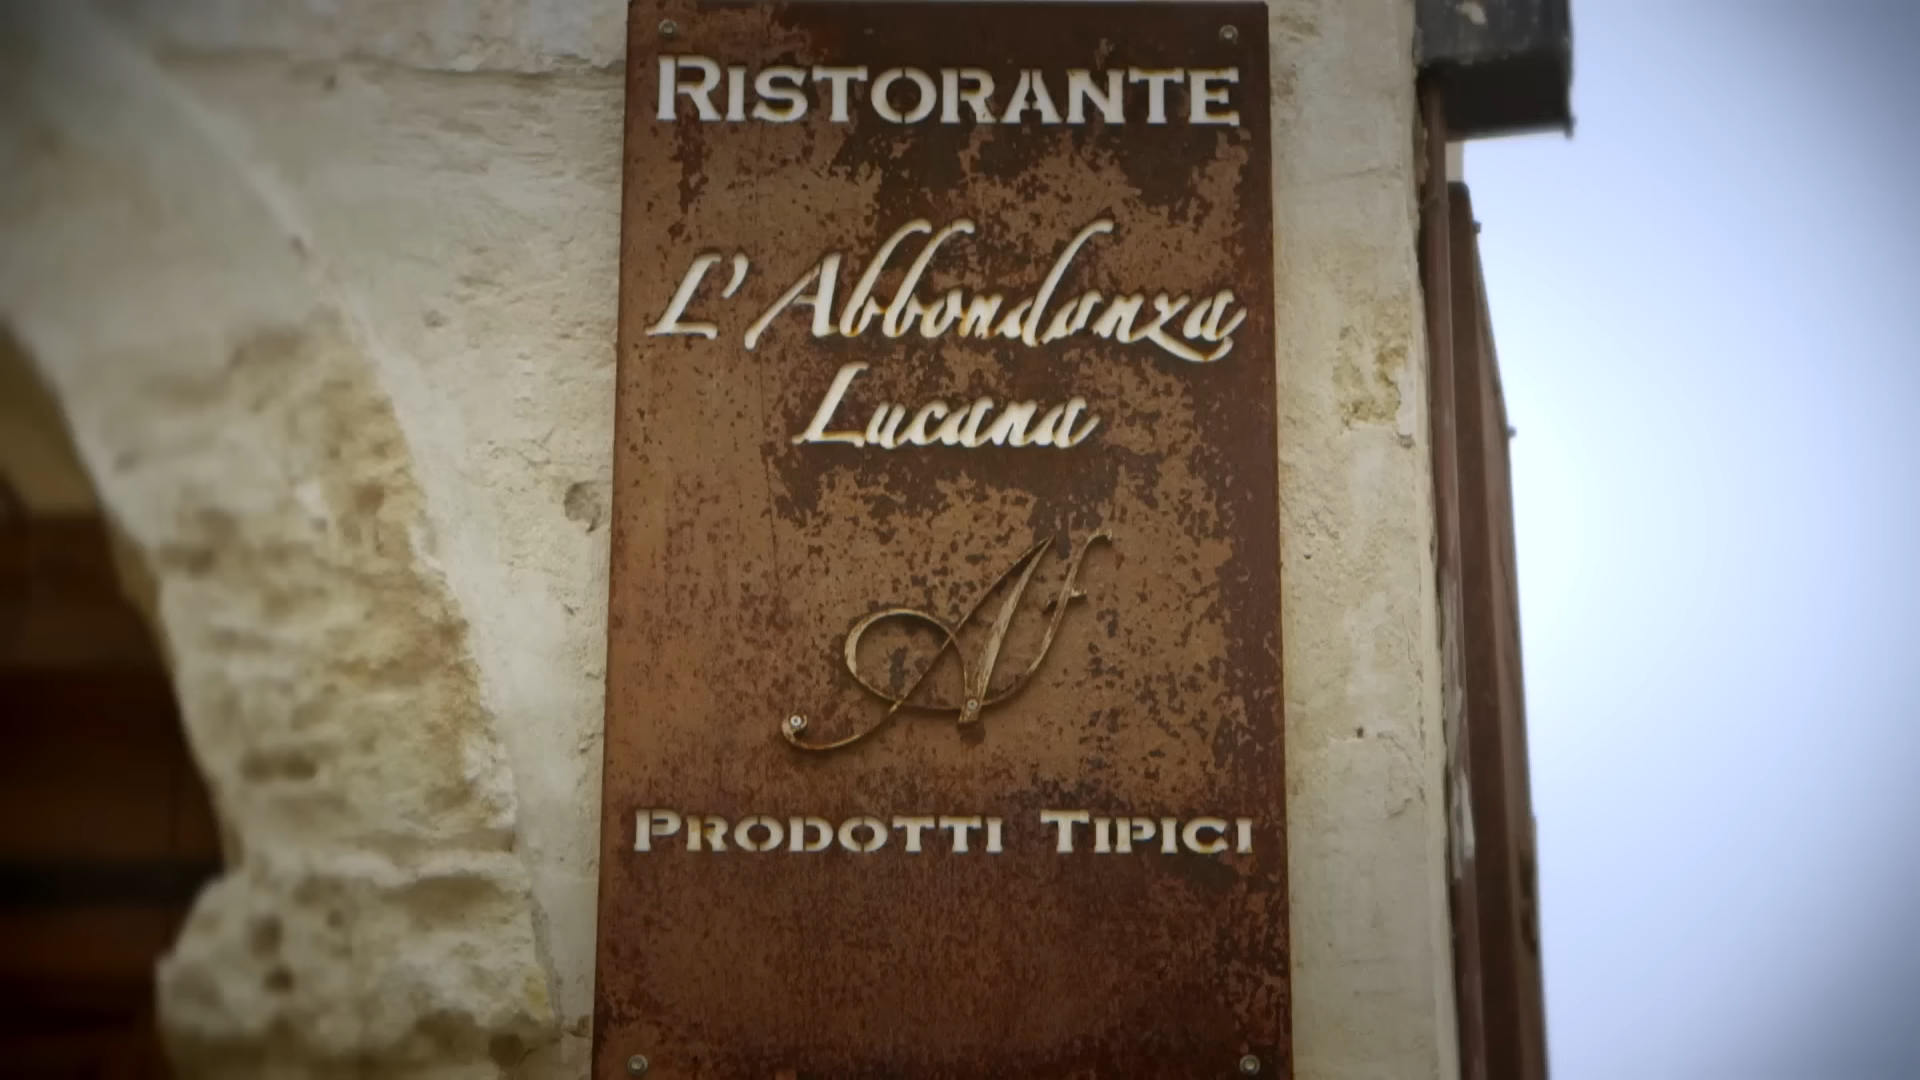 RISTORANTE
L'Abbondanza
Lucana
Af
PRODOTTI TIPICI